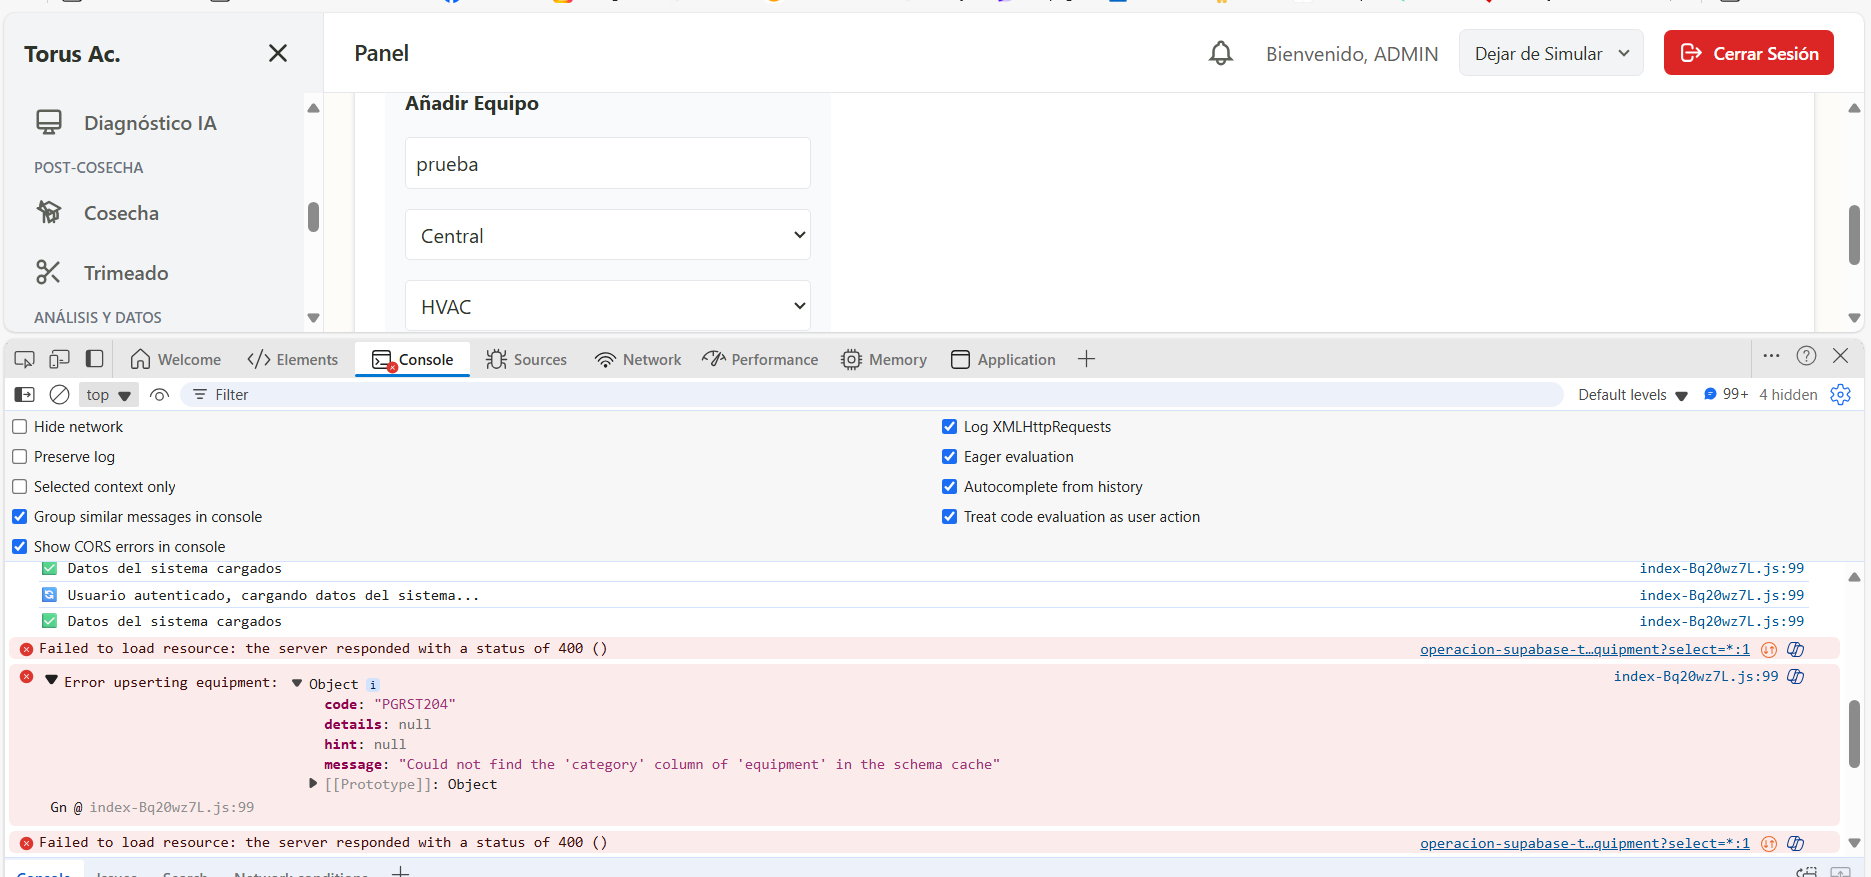 Torus Ac.
Panel
Bienvenido, ADMIN
Dejar de Simular
Cerrar Sesión
Diagnóstico IA
POST-COSECHA
Cosecha
Trimeado
ANÁLISIS Y DATOS
Añadir Equipo
prueba
Central
HVAC
Welcome
Elements
Console
Sources
Network
Performance
Memory
Application
top
Filter
Default levels
99+
4 hidden
Hide network
Log XMLHttpRequests
Preserve log
Eager evaluation
Selected context only
Autocomplete from history
Group similar messages in console
Treat code evaluation as user action
Show CORS errors in console
Datos del sistema cargados index-Bq20wz7L.js:99
Usuario autenticado, cargando datos del sistema... index-Bq20wz7L.js:99
Datos del sistema cargados index-Bq20wz7L.js:99
Failed to load resource: the server responded with a status of 400 () operacion-supabase-t…quipment?select=*:1
Error upserting equipment: Object i index-Bq20wz7L.js:99
code: "PGRST204"
details: null
hint: null
message: "Could not find the 'category' column of 'equipment' in the schema cache"
[[Prototype]]: Object
Gn @ index-Bq20wz7L.js:99
Failed to load resource: the server responded with a status of 400 () operacion-supabase-t…quipment?select=*:1
Console
Issues
Search
Network conditions